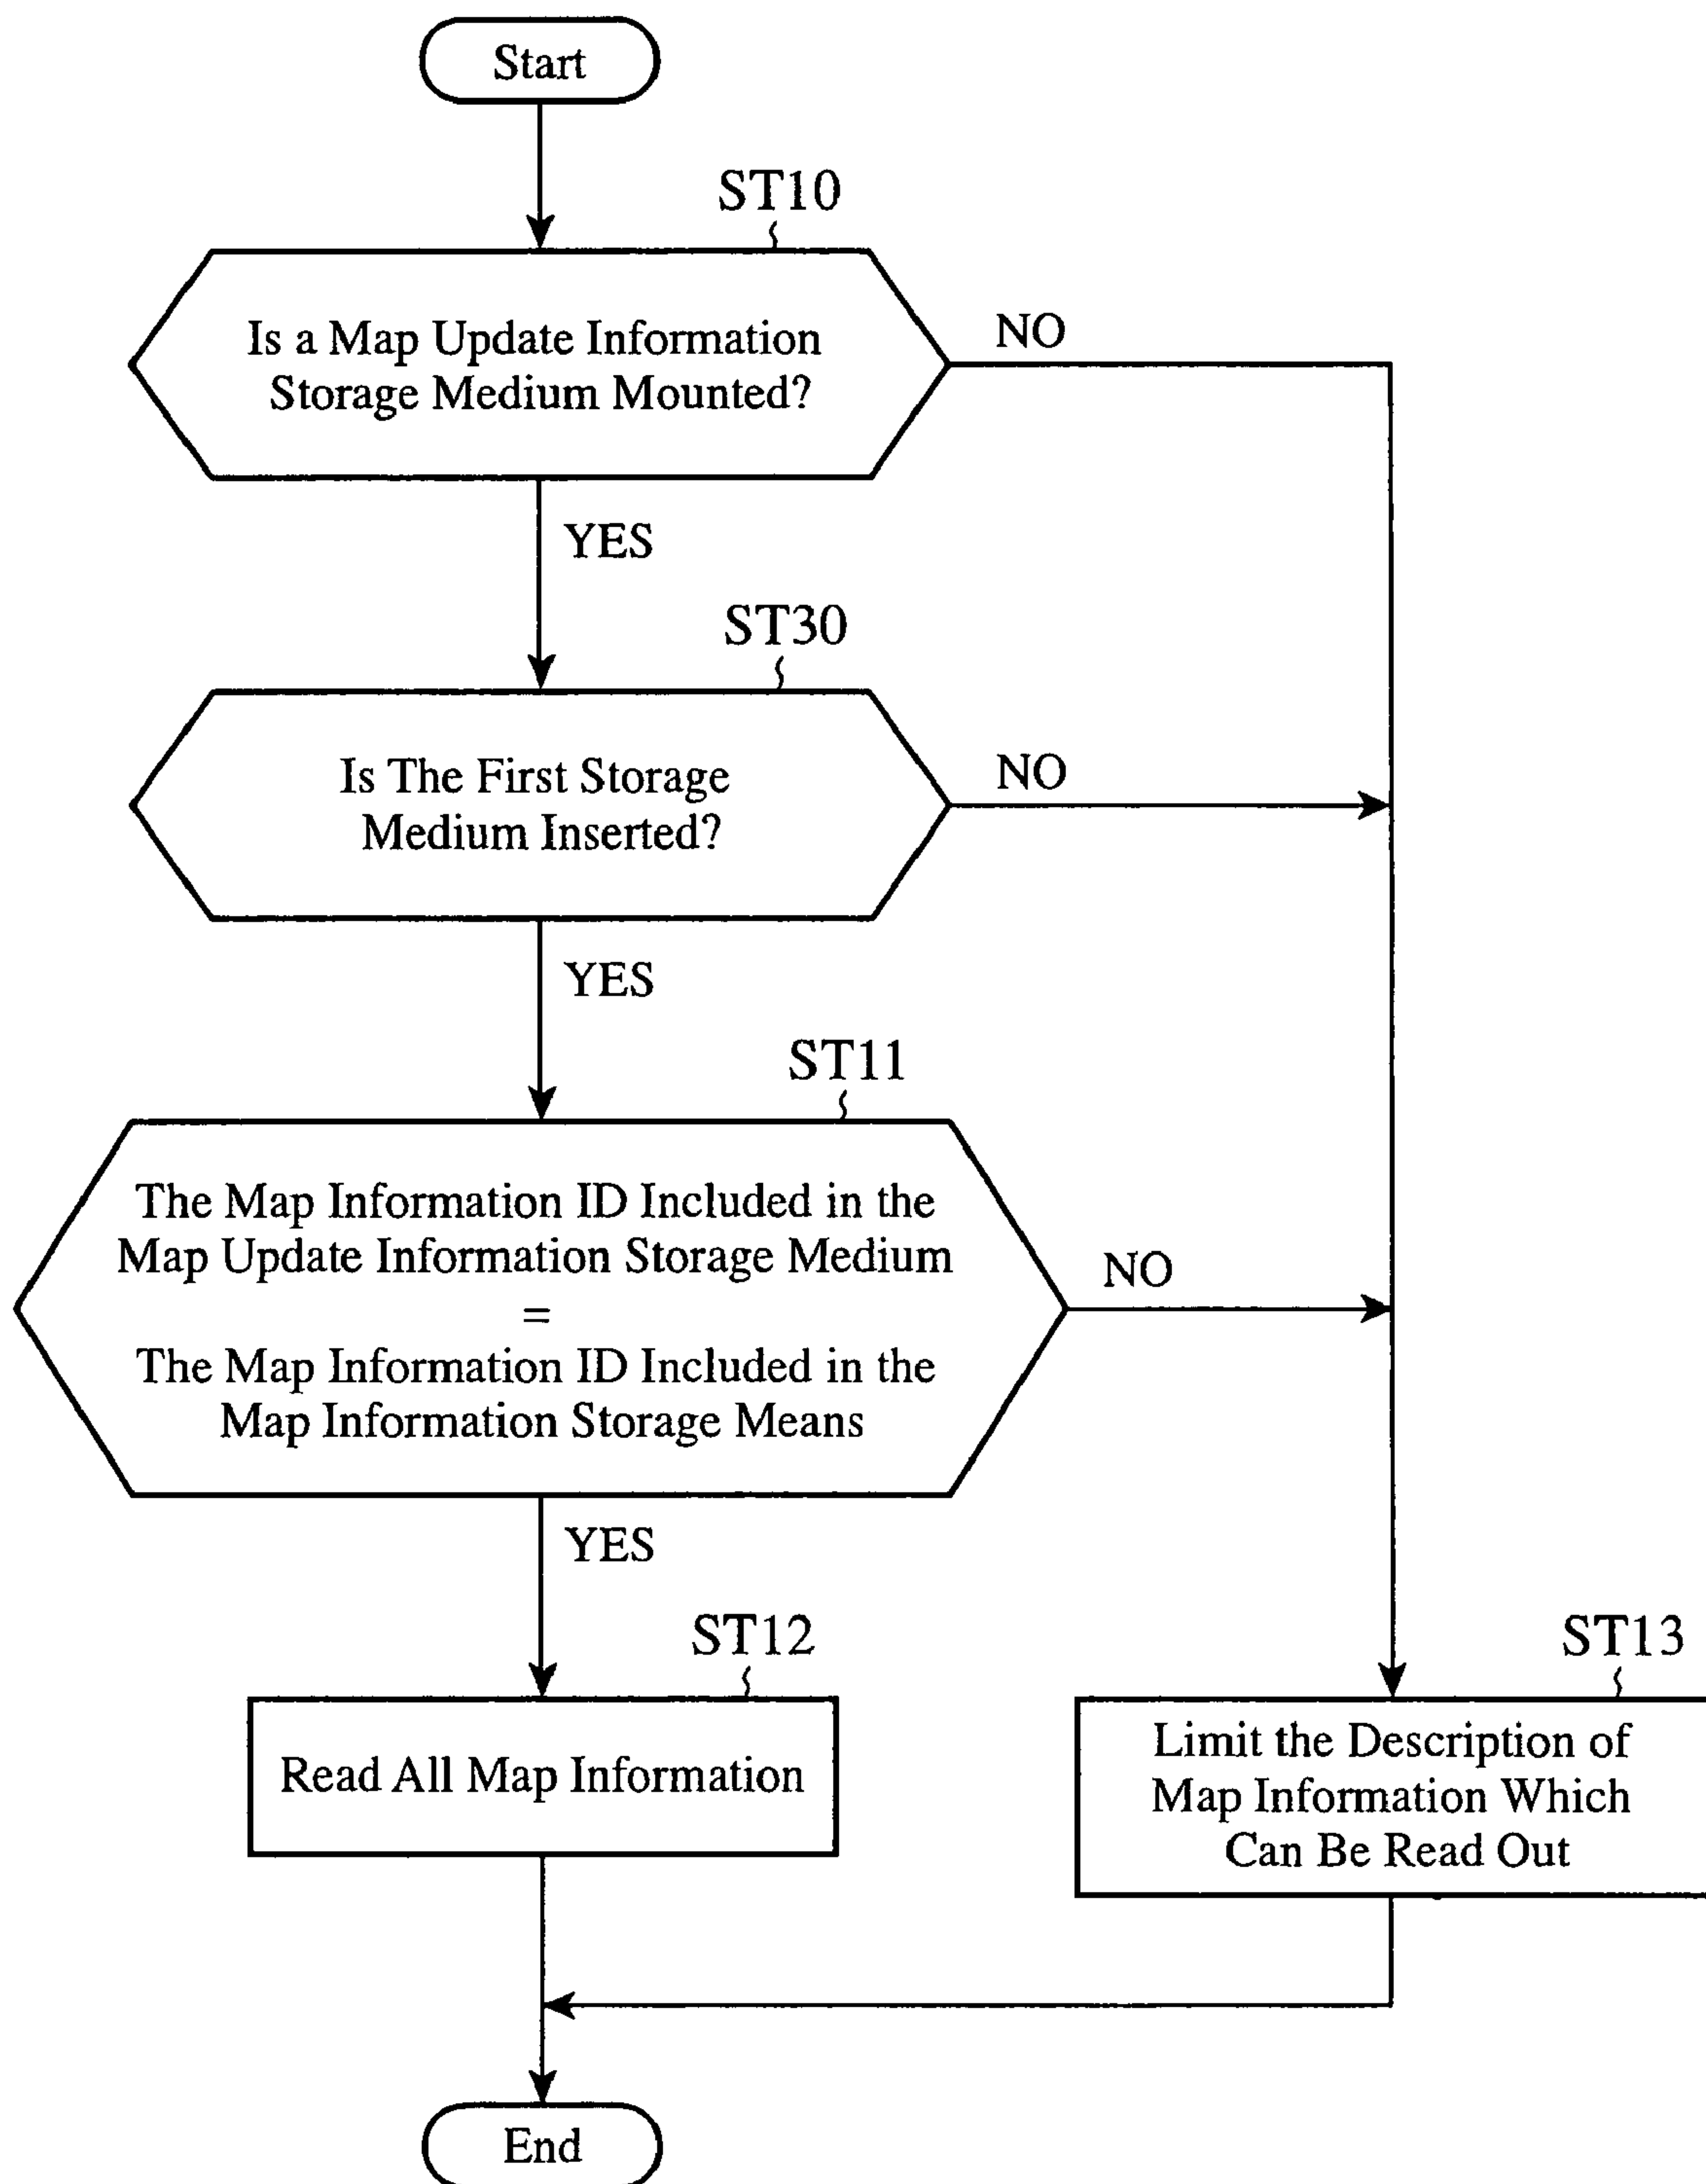 Start
ST10
Is a Map Update Information
Storage Medium Mounted?
NO
YES
ST30
Is The First Storage
Medium Inserted?
NO
YES
ST11
The Map Information ID Included in the
Map Update Information Storage Medium
=
The Map Information ID Included in the
Map Information Storage Means
NO
YES
ST12
Read All Map Information
ST13
Limit the Description of
Map Information Which
Can Be Read Out
End